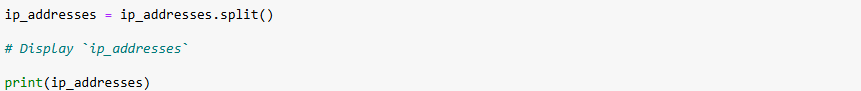 ip_addresses = ip_addresses.split()
# Display `ip_addresses`
print(ip_addresses)